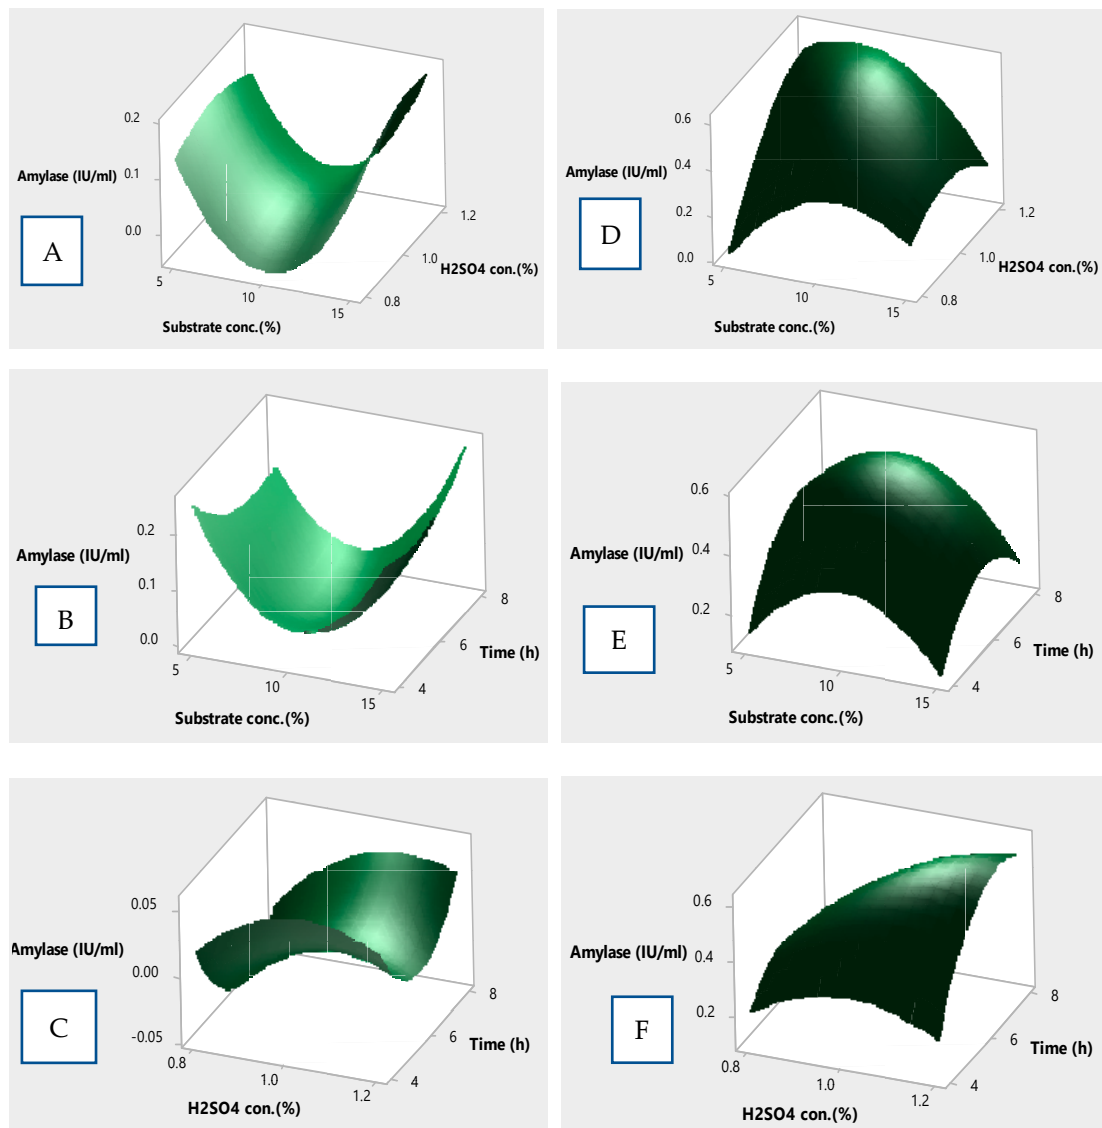 0.2
Amylase (IU/ml)
0.1
A
0.0
5
10
15
Substrate conc.(%)
0.8
1.0
1.2
H2SO4 con.(%)
0.6
Amylase (IU/ml)
0.4
D
0.2
0.0
5
10
15
Substrate conc.(%)
0.8
1.0
1.2
H2SO4 con.(%)
0.2
Amylase (IU/ml)
0.1
B
0.0
5
10
15
Substrate conc.(%)
4
6
8
Time (h)
0.6
Amylase (IU/ml)
0.4
E
0.2
5
10
15
Substrate conc.(%)
4
6
8
Time (h)
0.05
Amylase (IU/ml)
0.00
C
-0.05
0.8
1.0
1.2
H2SO4 con.(%)
4
6
8
Time (h)
0.6
Amylase (IU/ml)
0.4
F
0.2
0.8
1.0
1.2
H2SO4 con.(%)
4
6
8
Time (h)